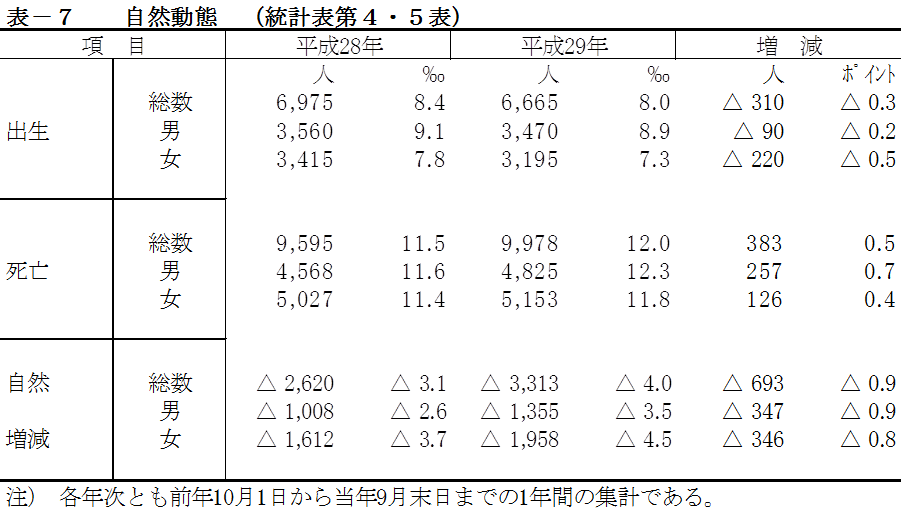 表－７　　自然動態　（統計表第４・５表）
項　目　平成28年　平成29年　増　減
人　‰　人　‰　人　ﾎﾟｲﾝﾄ
総数　6,975　8.4　6,665　8.0　△ 310　△ 0.3
出生　男　3,560　9.1　3,470　8.9　△ 90　△ 0.2
女　3,415　7.8　3,195　7.3　△ 220　△ 0.5
総数　9,595　11.5　9,978　12.0　383　0.5
死亡　男　4,568　11.6　4,825　12.3　257　0.7
女　5,027　11.4　5,153　11.8　126　0.4
自然　総数　△ 2,620　△ 3.1　△ 3,313　△ 4.0　△ 693　△ 0.9
男　△ 1,008　△ 2.6　△ 1,355　△ 3.5　△ 347　△ 0.9
増減　女　△ 1,612　△ 3.7　△ 1,958　△ 4.5　△ 346　△ 0.8
注）　各年次とも前年10月1日から当年9月末日までの1年間の集計である。